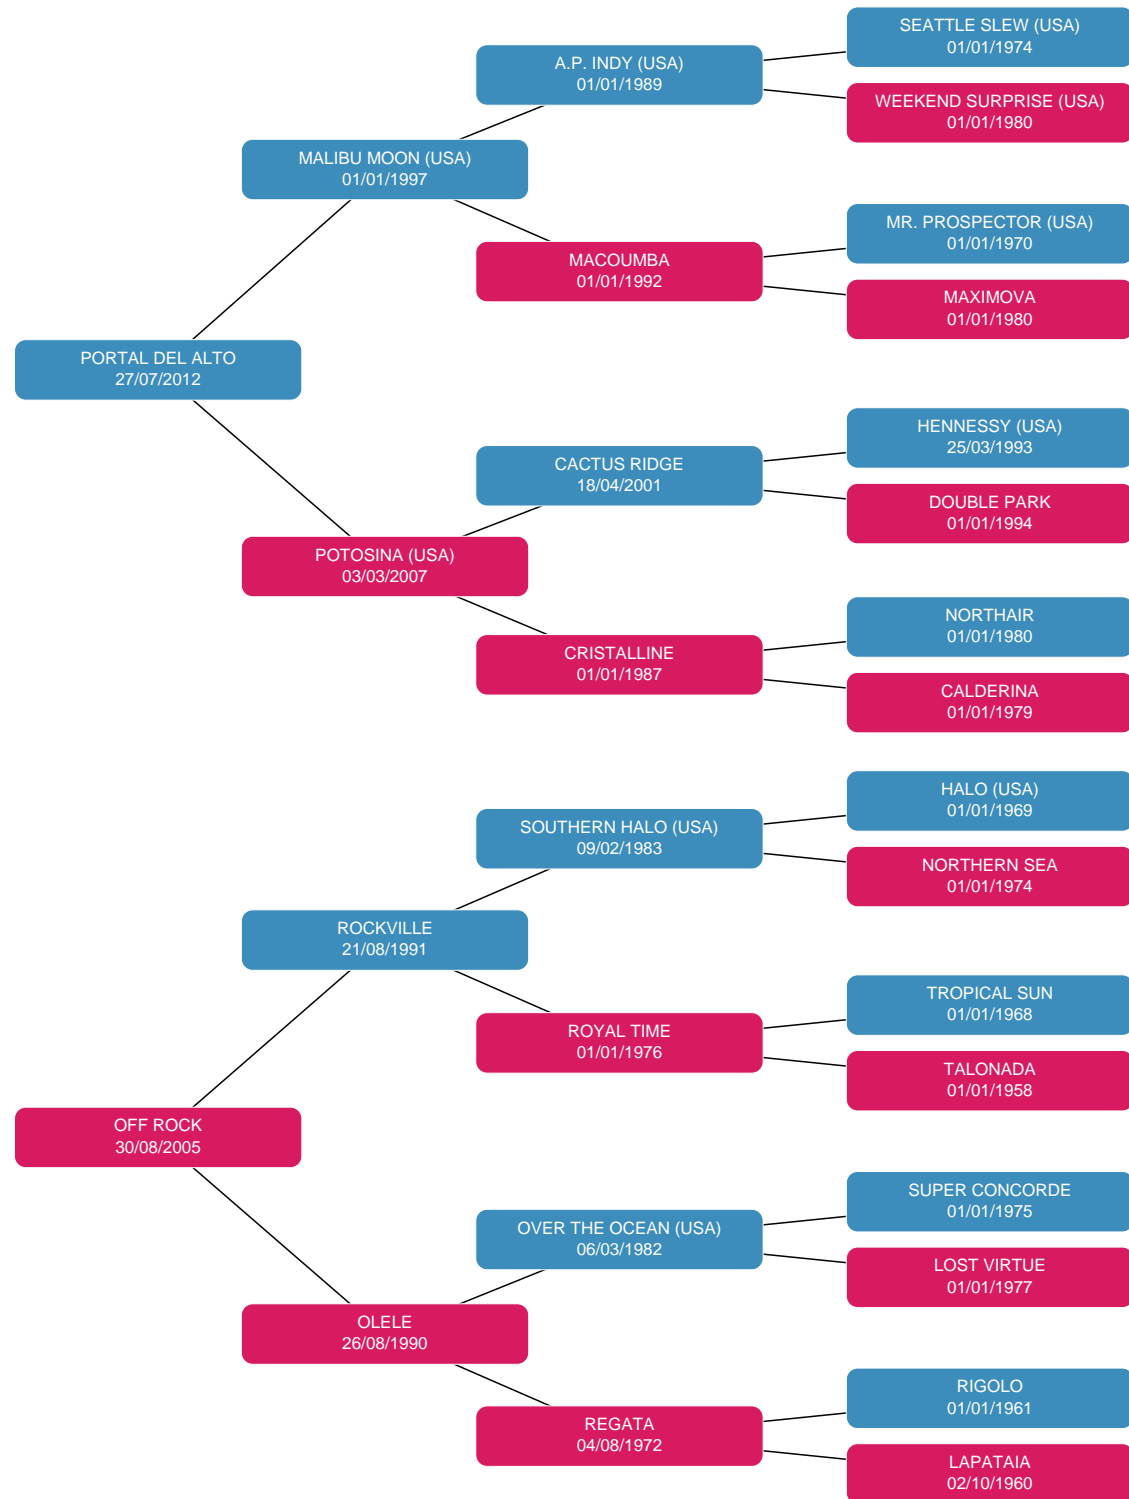 SEATTLE SLEW (USA)
01/01/1974
A.P. INDY (USA)
01/01/1989
WEEKEND SURPRISE (USA)
01/01/1980
MALIBU MOON (USA)
01/01/1997
MR. PROSPECTOR (USA)
01/01/1970
MACOUMBA
01/01/1992
MAXIMOVA
01/01/1980
PORTAL DEL ALTO
27/07/2012
HENNESSY (USA)
25/03/1993
CACTUS RIDGE
18/04/2001
DOUBLE PARK
01/01/1994
POTOSINA (USA)
03/03/2007
NORTHAIR
01/01/1980
CRISTALLINE
01/01/1987
CALDERINA
01/01/1979
HALO (USA)
01/01/1969
SOUTHERN HALO (USA)
09/02/1983
NORTHERN SEA
01/01/1974
ROCKVILLE
21/08/1991
TROPICAL SUN
01/01/1968
ROYAL TIME
01/01/1976
TALONADA
01/01/1958
OFF ROCK
30/08/2005
SUPER CONCORDE
01/01/1975
OVER THE OCEAN (USA)
06/03/1982
LOST VIRTUE
01/01/1977
OLELE
26/08/1990
RIGOLO
01/01/1961
REGATA
04/08/1972
LAPATAIA
02/10/1960